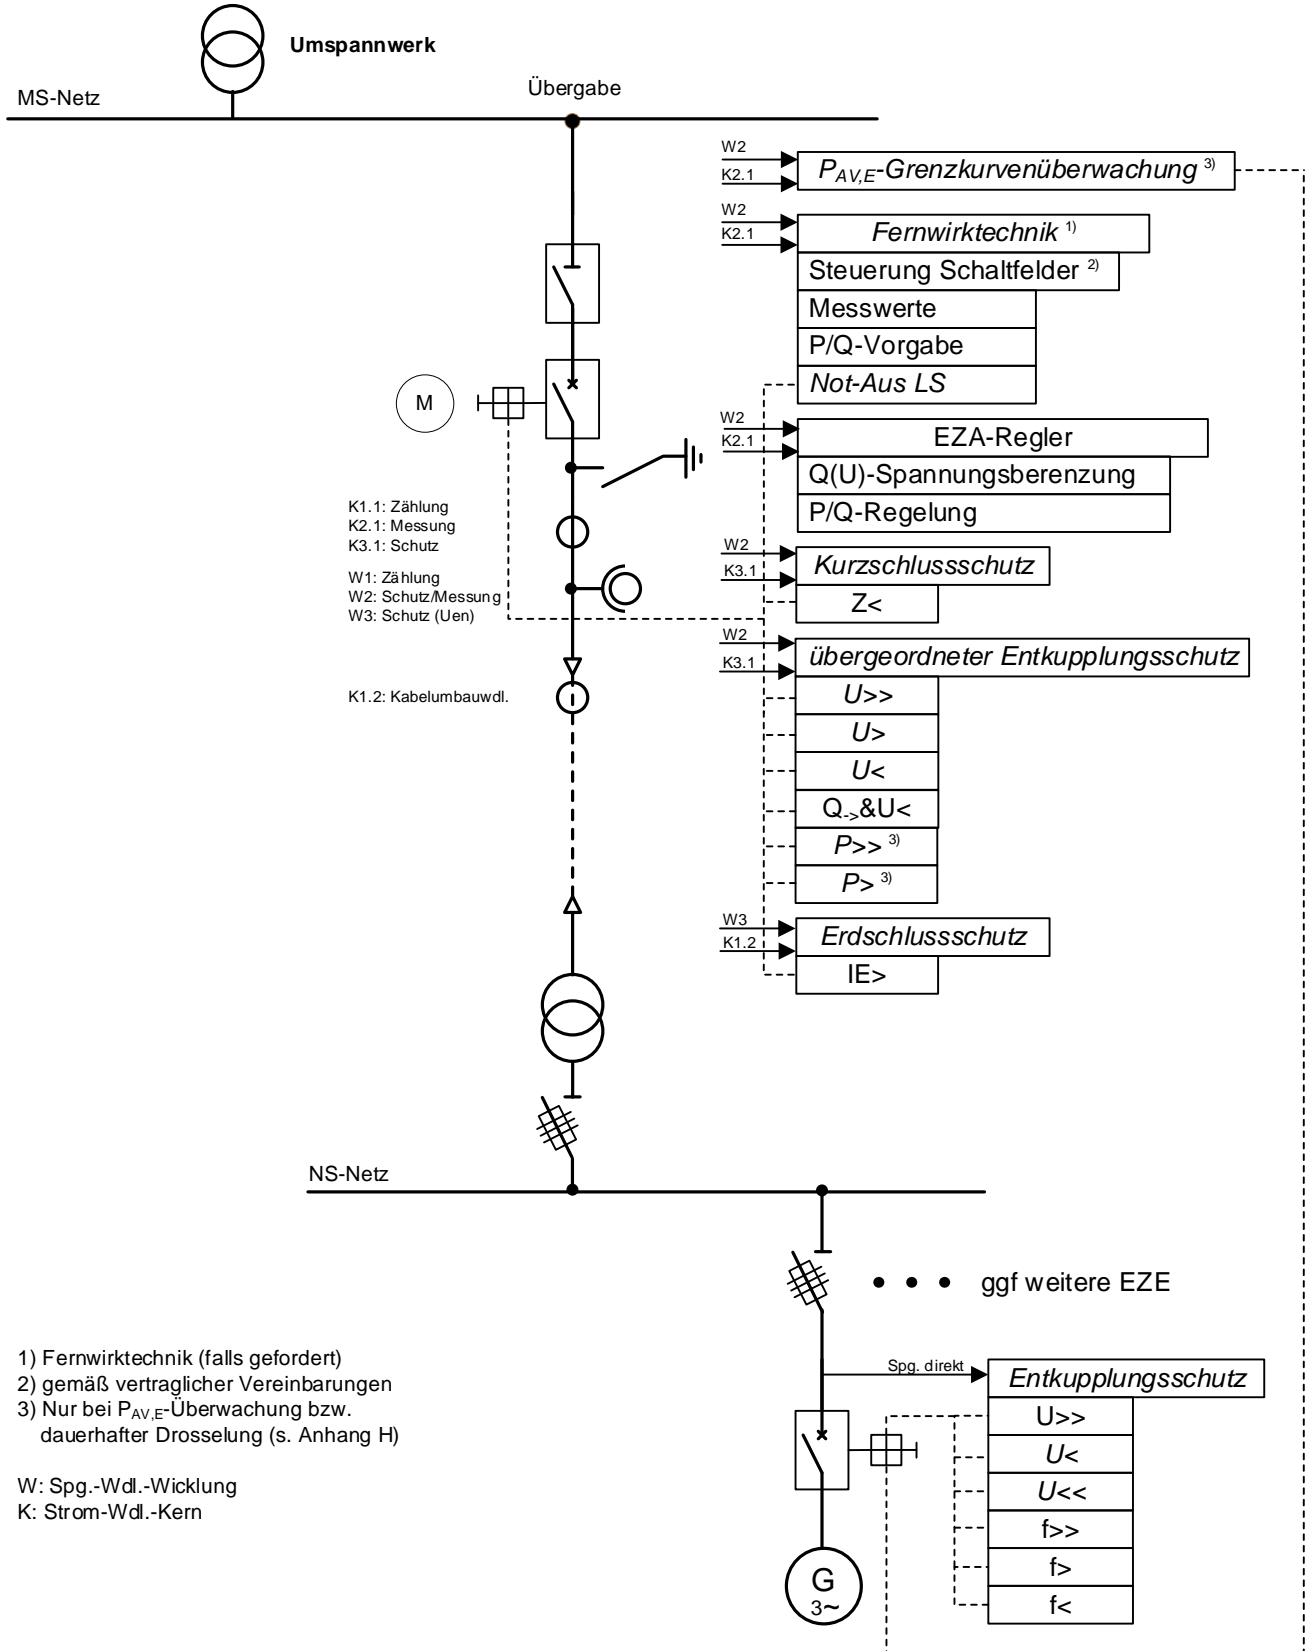 Umspannwerk
MS-Netz
Übergabe
W2
K2.1
P_AV,E-Grenzkurvenüberwachung 3)
W2
K2.1
Fernwirktechnik 1)
Steuerung Schaltfelder 2)
Messwerte
P/Q-Vorgabe
Not-Aus LS
M
W2
K2.1
EZA-Regler
Q(U)-Spannungsberenzung
P/Q-Regelung
K1.1: Zählung
K2.1: Messung
K3.1: Schutz
W1: Zählung
W2: Schutz/Messung
W3: Schutz (Uen)
W2
K3.1
Kurzschlussschutz
Z<
W2
K3.1
übergeordneter Entkupplungsschutz
U>>
U>
U<
Q->&U<
P>> 3)
P> 3)
K1.2: Kabelumbauwdl.
W3
K1.2
Erdschlussschutz
IE>
NS-Netz
ggf weitere EZE
Spg. direkt
Entkupplungsschutz
U>>
U<
U<<
f>>
f>
f<
G
3~
1) Fernwirktechnik (falls gefordert)
2) gemäß vertraglicher Vereinbarungen
3) Nur bei P_AV,E-Überwachung bzw.
dauerhafter Drosselung (s. Anhang H)
W: Spg.-Wdl.-Wicklung
K: Strom-Wdl.-Kern